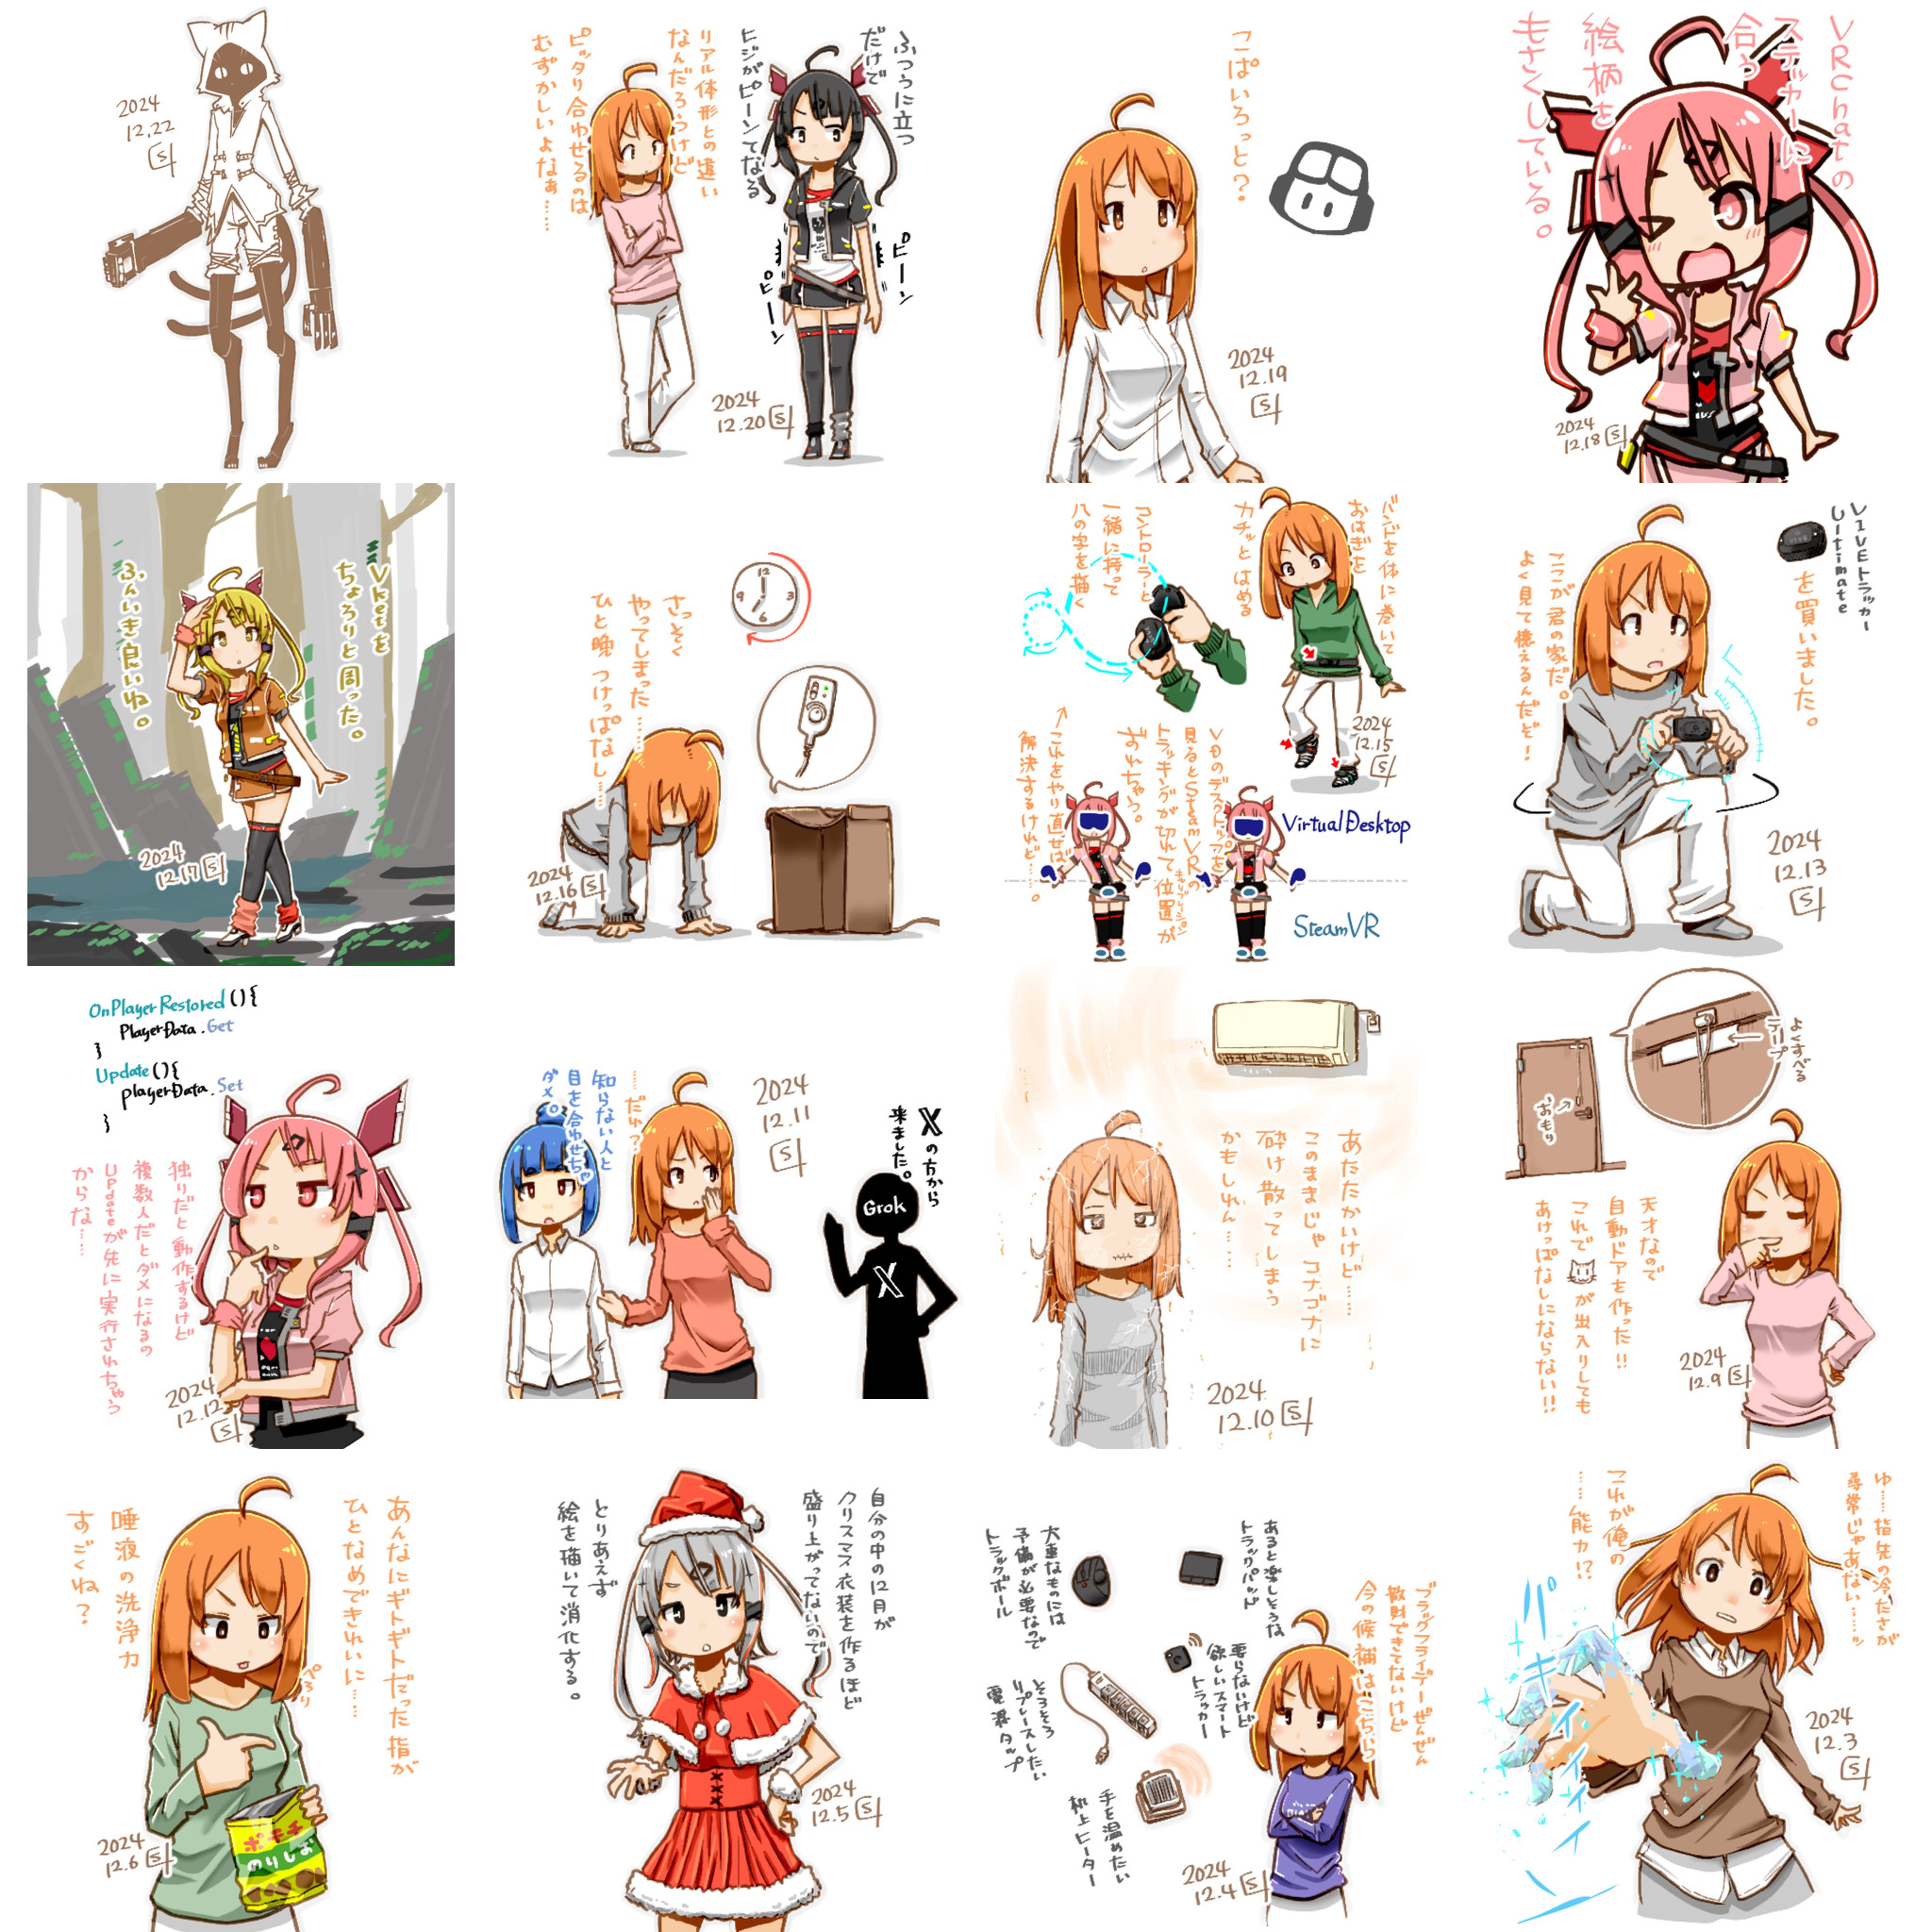 2024
12.22
ふつうに立つ
だけで
ヒジがピーンてなる
リアル体形との違い
なんだろうけど
ピッタリ合わせるのは
むずかしいよなぁ……
ピーン
ピーン
2024
12.20
こぱいろっと?
2024
12.19
VRChatの
ステッカーに
合う
絵柄を
もさくしている。
2024
12.18
Vketを
ちょろりと周った。
ふんいき良いね。
2024
12.17
12
3
6
9
さっそく
やってしまった……
ひと晩つけっぱなし……
2024
12.16
バンドを体に巻いて
おはぎを
カチッとはめる
コントローラーと
一緒に持って
八の字を描く
2024
12.15
VDのデスクトップを
見るとSteamVRの
トラッキングが切れて位置が
キャリブレーション
ずれちゃう。
↑これをやり直せば
解決するけれど……。
VirtualDesktop
SteamVR
VIVEトラッカー
Ultimate
を買いました。
ここが君の家だ。
よく見て憶えるんだぞ!
2024
12.13
OnPlayerRestored(){
PlayerData.Get
}
Update(){
playerData.Set
}
独りだと動作するけど
複数人だとダメになるの
Updateが先に実行されちゃう
からな……
2024
12.12
……だれ?
知らない人と
目を合わせちゃ
ダメ。
2024
12.11
Xの方から
来ました。
Grok
X
あたたかいけど……
このままじゃコナゴナに
砕け散ってしまう
かもしれん……
2024
12.10
よくすべる
テープ
おもり
天才なので
自動ドアを作った!!
これで が出入りしても
あけっぱなしにならない!!
2024
12.9
あんなにギトギトだった指が
ひとなめできれいに……
唾液の洗浄力
すごくね?
ぺろり
ポテチ
のりしお
2024
12.6
自分の中の12月が
クリスマス衣装を作るほど
盛り上がってないので
とりあえず
絵を描いて消化する。
2024
12.5
ブラックフライデーぜんぜん
散財できてないけど
今の候補はこちら
あると楽しそうな
トラックパッド
大事なものには
予備が必要なので
トラックボール
要らないけど
欲しいスマート
トラッカー
そろそろ
リプレースしたい
電源タップ
手を温めたい
机上ヒーター
2024
12.4
ゆ……指先の冷たさが
尋常じゃあない……ッ
これが俺の
……能力!?
パキィィィィン
2024
12.3